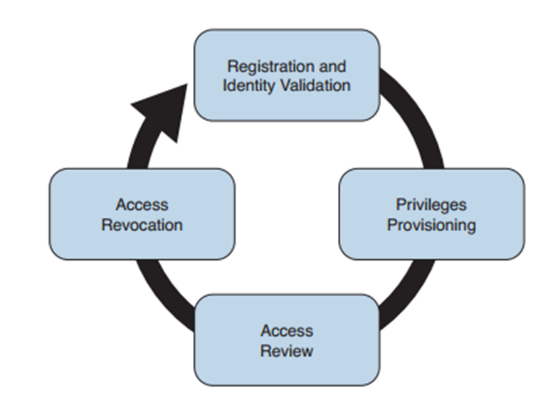 Registration and
Identity Validation
Privileges
Provisioning
Access
Review
Access
Revocation